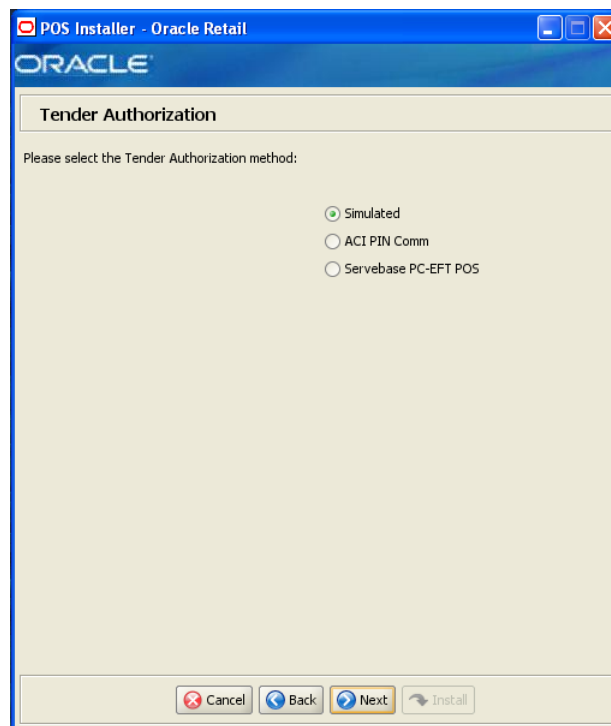 POS Installer - Oracle Retail
ORACLE
Tender Authorization
Please select the Tender Authorization method:
Simulated
ACI PIN Comm
Servebase PC-EFT POS
Cancel Back Next Install